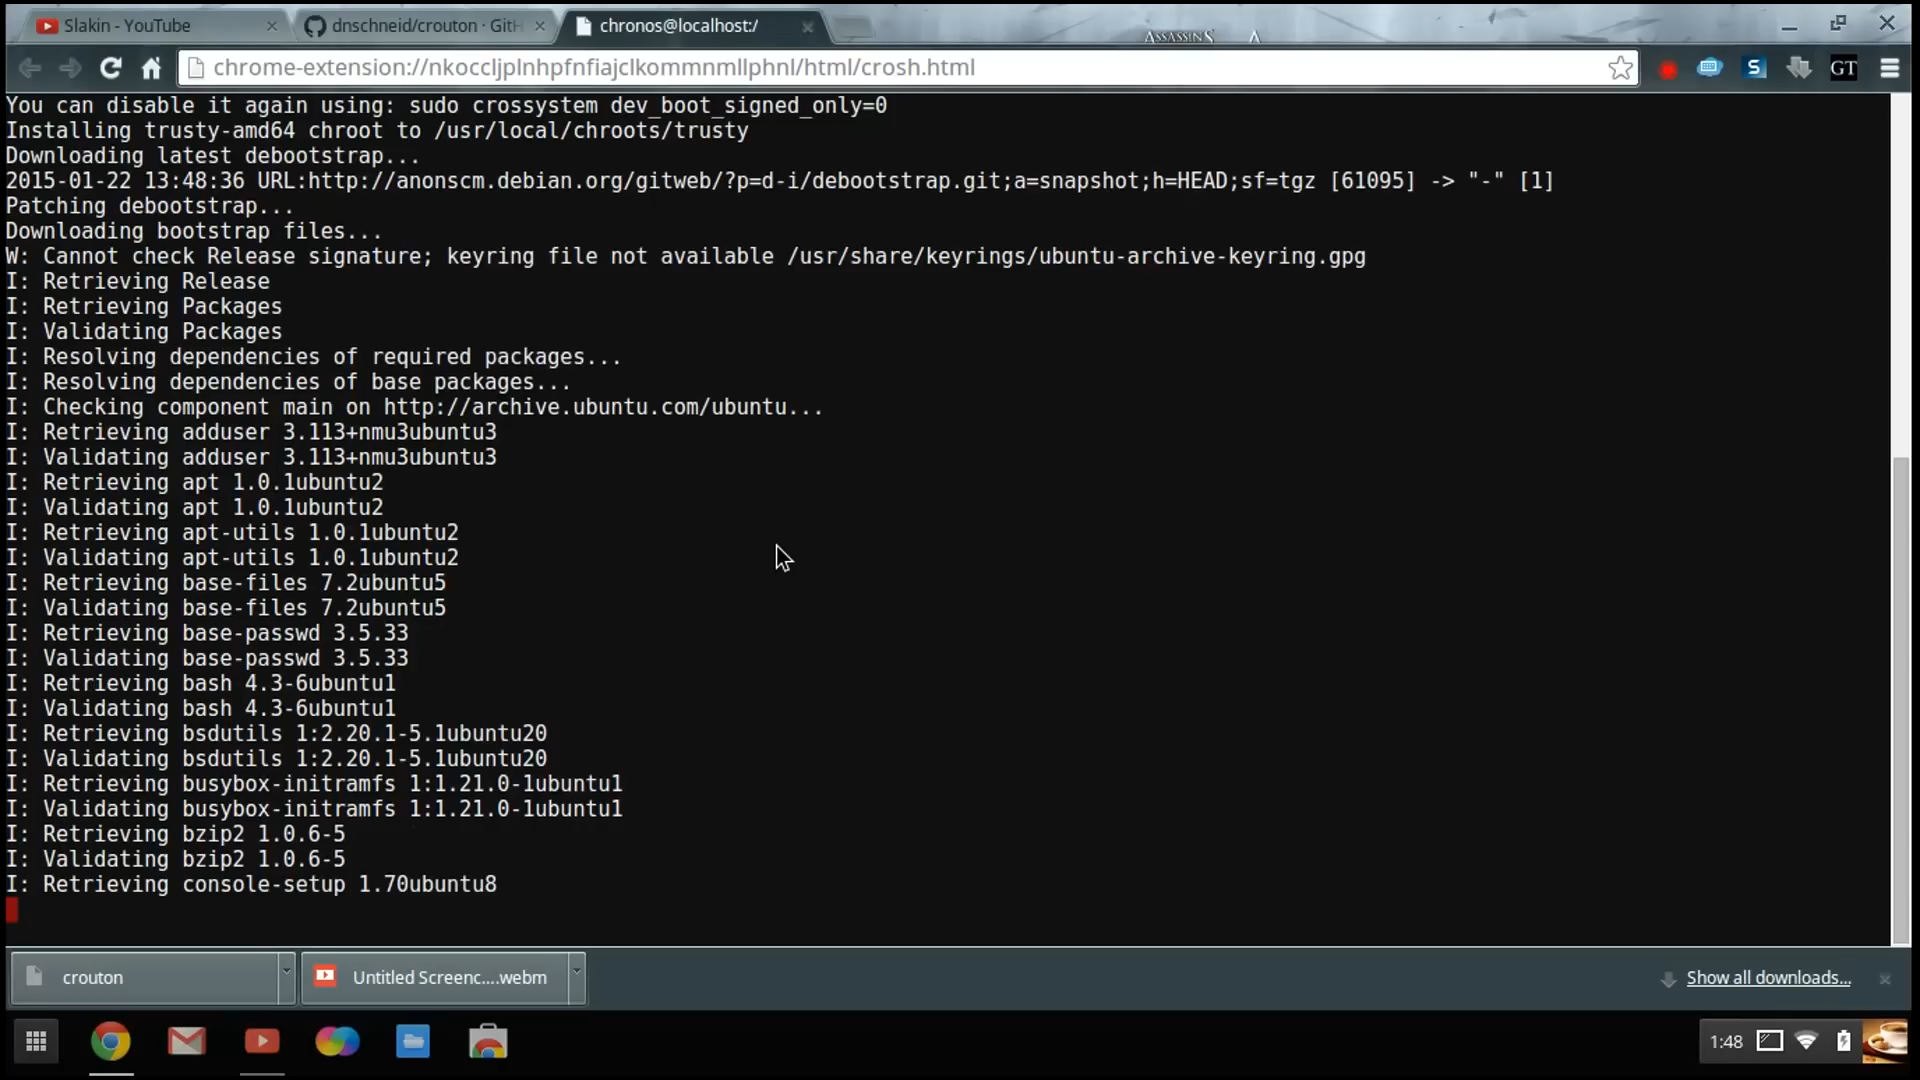 Slakin - YouTube
dnschneid/crouton · GitH
chronos@localhost:/
ASSASSINS A
chrome-extension://nkoccljplnhpfnfiajclkommnmllphnl/html/crosh.html
S
GT
You can disable it again using: sudo crossystem dev_boot_signed_only=0
Installing trusty-amd64 chroot to /usr/local/chroots/trusty
Downloading latest debootstrap...
2015-01-22 13:48:36 URL:http://anonscm.debian.org/gitweb/?p=d-i/debootstrap.git;a=snapshot;h=HEAD;sf=tgz [61095] -> "-" [1]
Patching debootstrap...
Downloading bootstrap files...
W: Cannot check Release signature; keyring file not available /usr/share/keyrings/ubuntu-archive-keyring.gpg
I: Retrieving Release
I: Retrieving Packages
I: Validating Packages
I: Resolving dependencies of required packages...
I: Resolving dependencies of base packages...
I: Checking component main on http://archive.ubuntu.com/ubuntu...
I: Retrieving adduser 3.113+nmu3ubuntu3
I: Validating adduser 3.113+nmu3ubuntu3
I: Retrieving apt 1.0.1ubuntu2
I: Validating apt 1.0.1ubuntu2
I: Retrieving apt-utils 1.0.1ubuntu2
I: Validating apt-utils 1.0.1ubuntu2
I: Retrieving base-files 7.2ubuntu5
I: Validating base-files 7.2ubuntu5
I: Retrieving base-passwd 3.5.33
I: Validating base-passwd 3.5.33
I: Retrieving bash 4.3-6ubuntu1
I: Validating bash 4.3-6ubuntu1
I: Retrieving bsdutils 1:2.20.1-5.1ubuntu20
I: Validating bsdutils 1:2.20.1-5.1ubuntu20
I: Retrieving busybox-initramfs 1:1.21.0-1ubuntu1
I: Validating busybox-initramfs 1:1.21.0-1ubuntu1
I: Retrieving bzip2 1.0.6-5
I: Validating bzip2 1.0.6-5
I: Retrieving console-setup 1.70ubuntu8
crouton
Untitled Screenc....webm
Show all downloads...
1:48